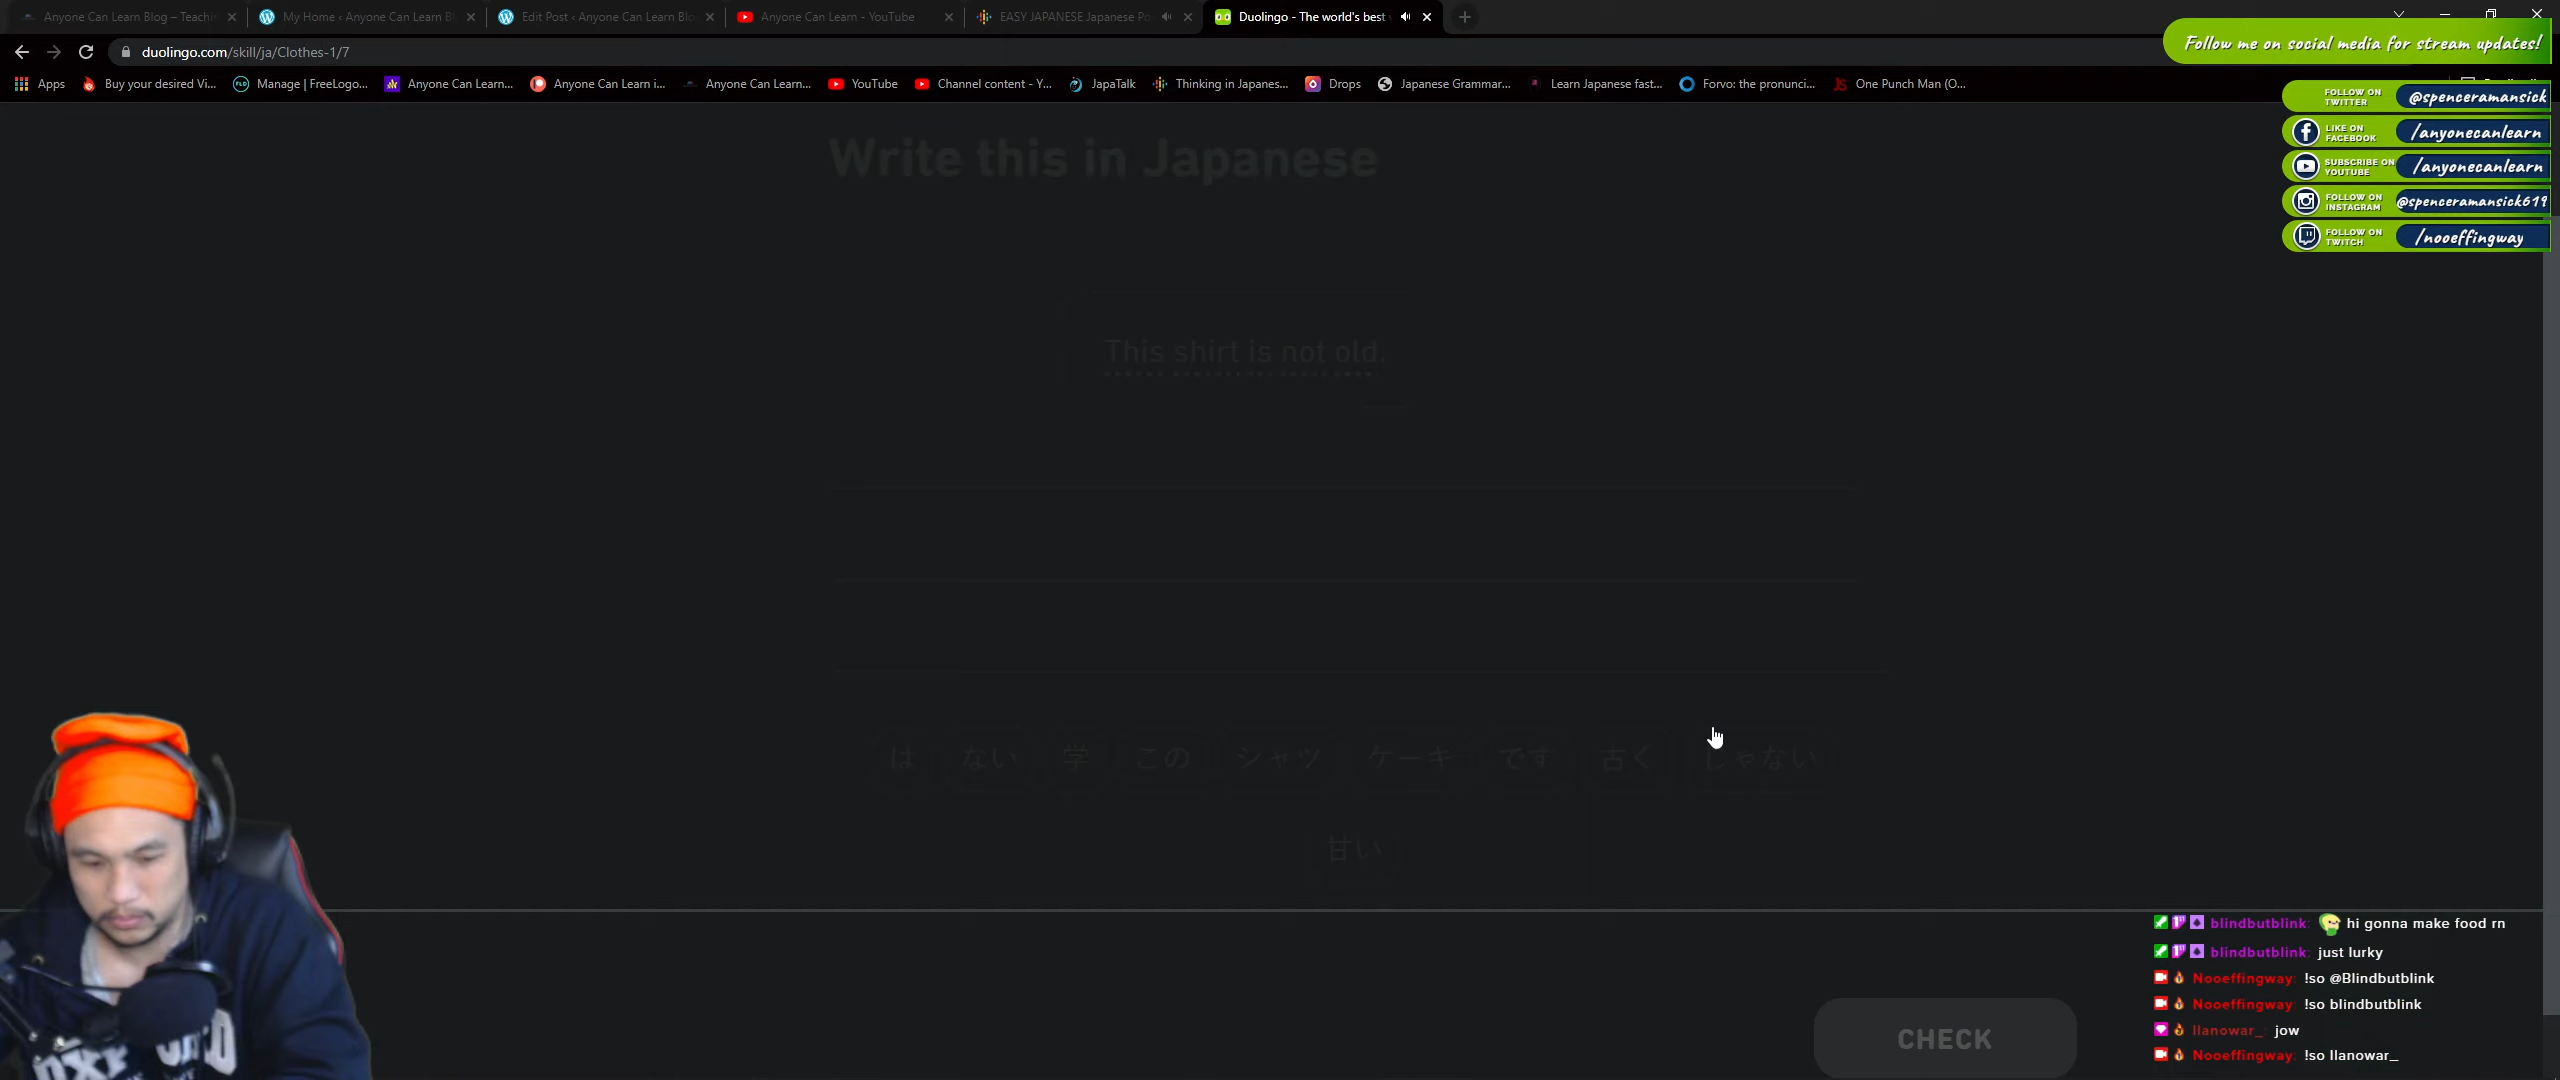 Anyone Can Learn Blog – Teachin
My Home ‹ Anyone Can Learn Bl
Edit Post ‹ Anyone Can Learn Blo
Anyone Can Learn - YouTube
EASY JAPANESE Japanese Po
Duolingo - The world's best
duolingo.com/skill/ja/Clothes-1/7
Apps
Buy your desired Vi...
Manage | FreeLogo...
Anyone Can Learn...
Anyone Can Learn i...
Anyone Can Learn...
YouTube
Channel content - Y...
JapaTalk
Thinking in Japanes...
Drops
Japanese Grammar...
Learn Japanese fast...
Forvo: the pronunci...
One Punch Man (O...
Follow me on social media for stream updates!
FOLLOW ON TWITTER
@spenceramansick
LIKE ON FACEBOOK
/anyonecanlearn
SUBSCRIBE ON YOUTUBE
/anyonecanlearn
FOLLOW ON INSTAGRAM
@spenceramansick619
FOLLOW ON TWITCH
/nooeffingway
Write this in Japanese
This shirt is not old.
は ない 学 この シャツ ケーキ です 古く じゃない
甘い
CHECK
blindbutblink: hi gonna make food rn
blindbutblink: just lurky
Nooeffingway: !so @Blindbutblink
Nooeffingway: !so blindbutblink
llanowar_: jow
Nooeffingway: !so llanowar_